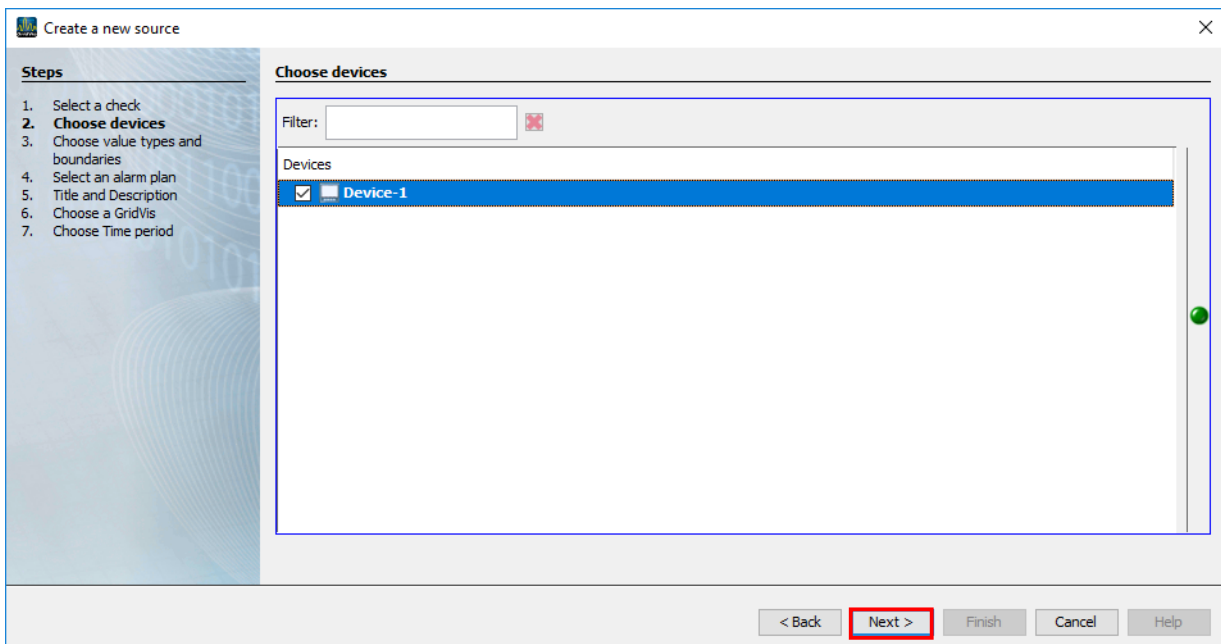 Create a new source
Steps
1. Select a check
2. Choose devices
3. Choose value types and
boundaries
4. Select an alarm plan
5. Title and Description
6. Choose a GridVis
7. Choose Time period
Choose devices
Filter:
Devices
Device-1
< Back Next > Finish Cancel Help